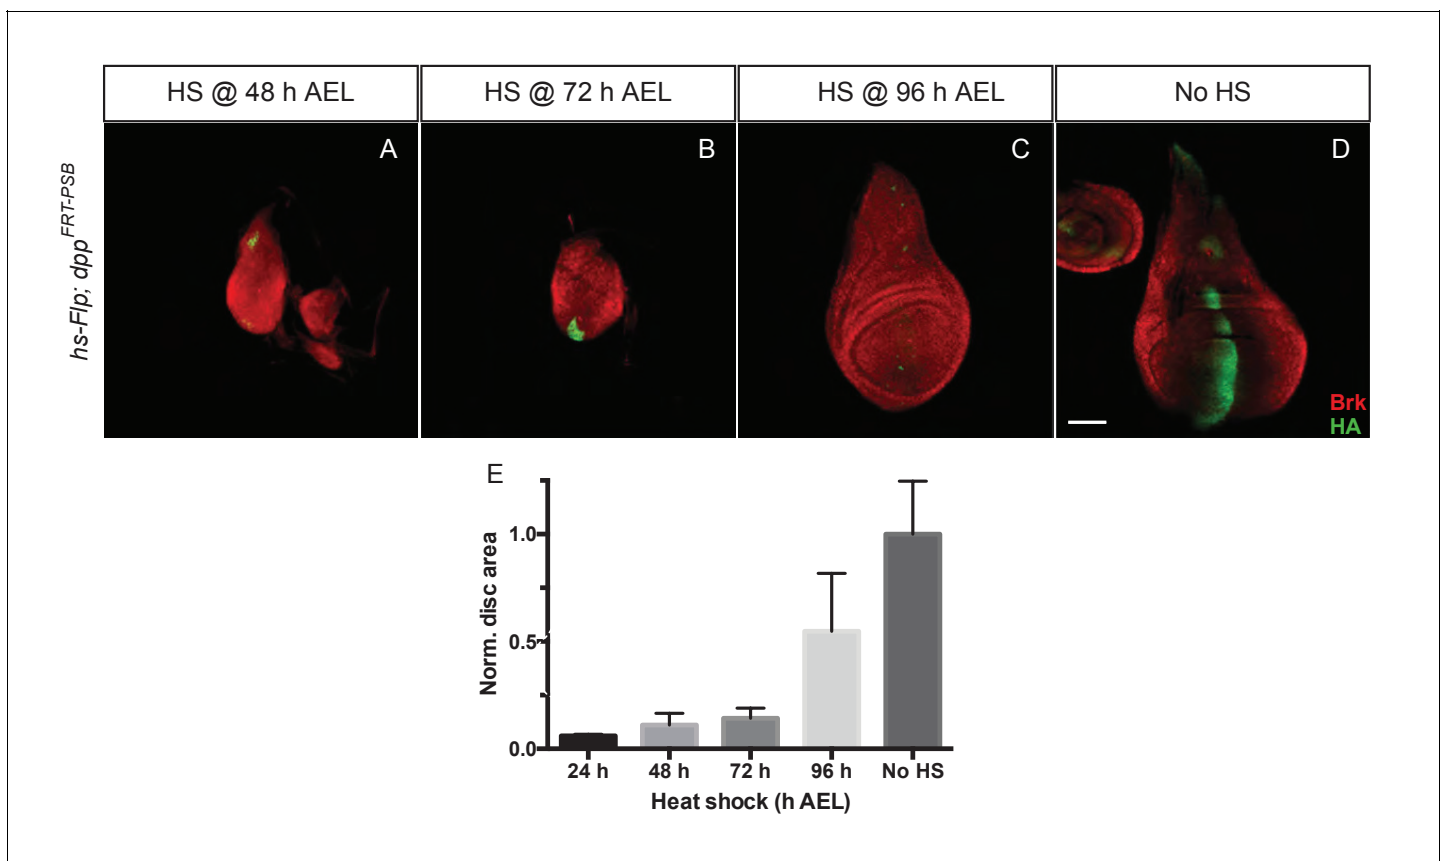 HS @ 48 h AEL
HS @ 72 h AEL
HS @ 96 h AEL
No HS
hs-Flp; dpp^FRT-PSB
A
B
C
D
Brk
HA
E
Norm. disc area
1.0
0.5
0.0
24 h
48 h
72 h
96 h
No HS
Heat shock (h AEL)